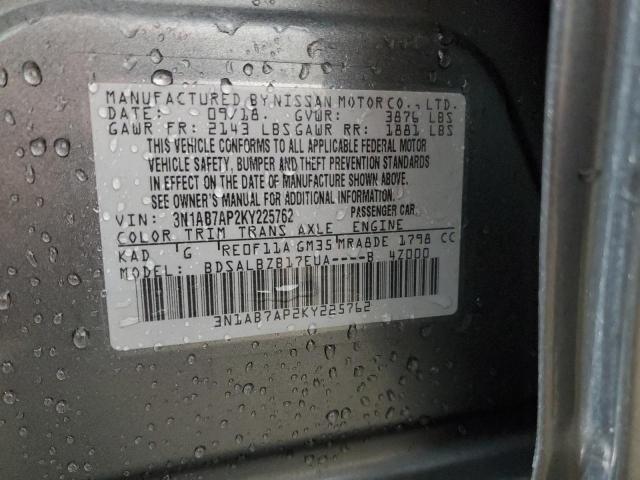 MANUFACTURED BY NISSAN MOTOR CO., LTD.
DATE: 09/18. GVWR: 3876 LBS
GAWR FR: 2143 LBS GAWR RR: 1881 LBS
THIS VEHICLE CONFORMS TO ALL APPLICABLE FEDERAL MOTOR
VEHICLE SAFETY, BUMPER AND THEFT PREVENTION STANDARDS
IN EFFECT ON THE DATE OF MANUFACTURE SHOWN ABOVE.
SEE OWNER'S MANUAL FOR ADDITIONAL INFORMATION.
VIN: 3N1AB7AP2KY225762 PASSENGER CAR
COLOR TRIM TRANS AXLE ENGINE
KAD G RE0F11A GM35 MRA8DE 1798 CC
MODEL: BDSALBZB17EUA----B 4Z000
3N1AB7AP2KY225762